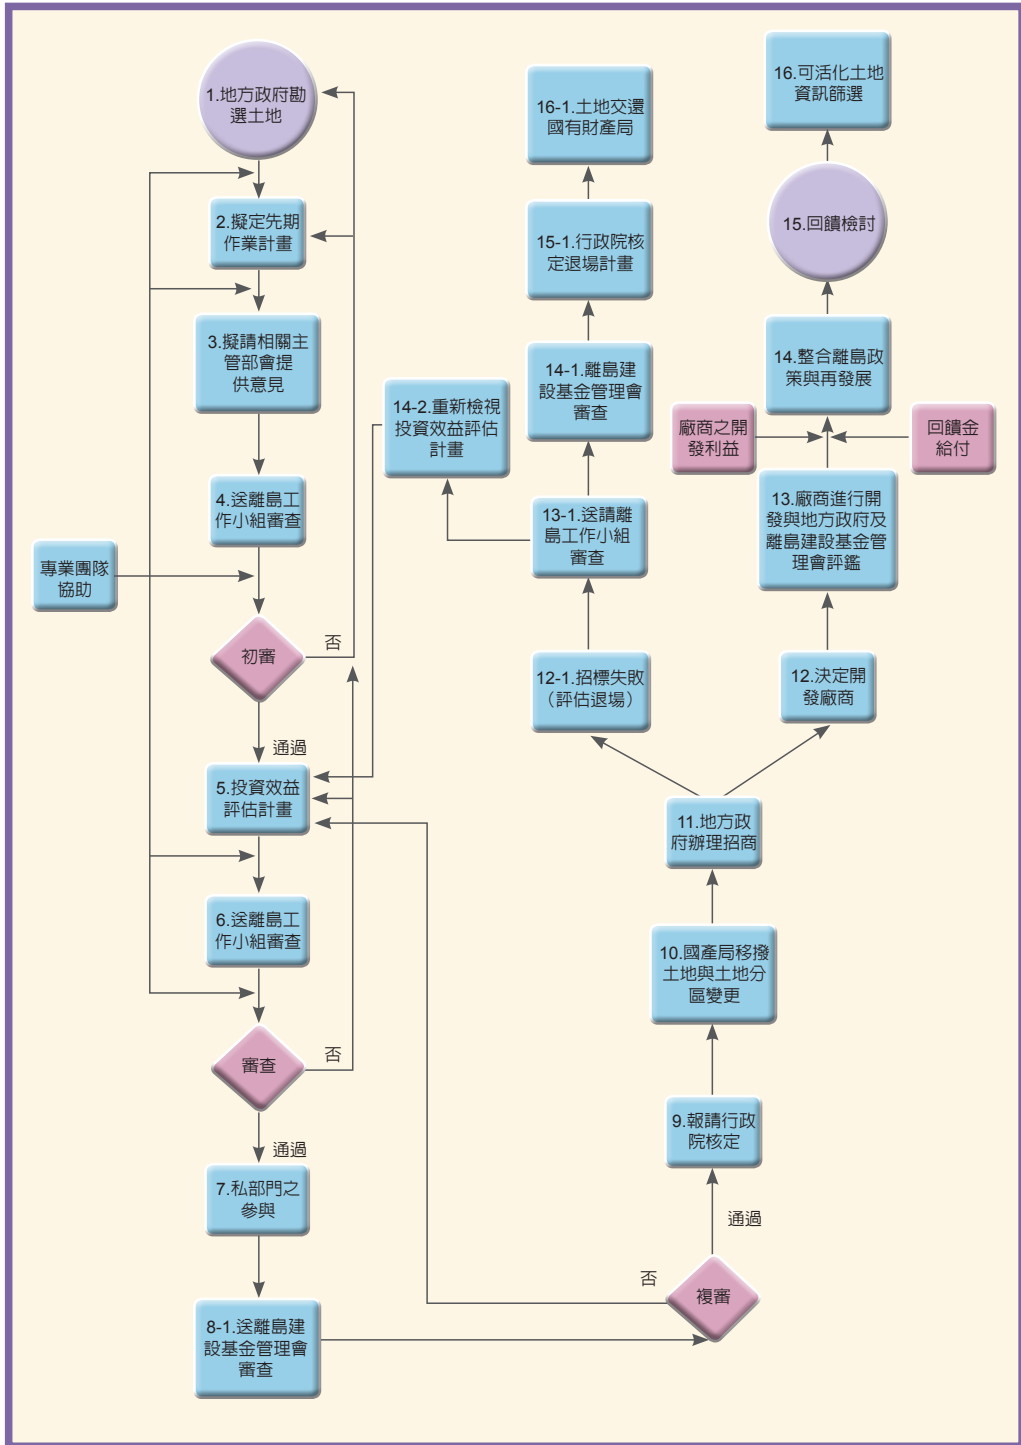 1.地方政府勘
選土地
2.擬定先期
作業計畫
3.擬請相關主
管部會提
供意見
4.送離島工
作小組審查
專業團隊
協助
初審
否
通過
5.投資效益
評估計畫
6.送離島工
作小組審查
審查
否
通過
7.私部門之
參與
8-1.送離島建
設基金管理會
審查
複審
否
通過
9.報請行政
院核定
10.國產局移撥
土地與土地分
區變更
11.地方政
府辦理招商
12-1.招標失敗
（評估退場）
13-1.送請離
島工作小組
審查
14-2.重新檢視
投資效益評估
計畫
14-1.離島建
設基金管理會
審查
15-1.行政院核
定退場計畫
16-1.土地交還
國有財產局
12.決定開
發廠商
13.廠商進行開
發與地方政府及
離島建設基金管
理會評鑑
廠商之開
發利益
回饋金
給付
14.整合離島政
策與再發展
15.回饋檢討
16.可活化土地
資訊篩選